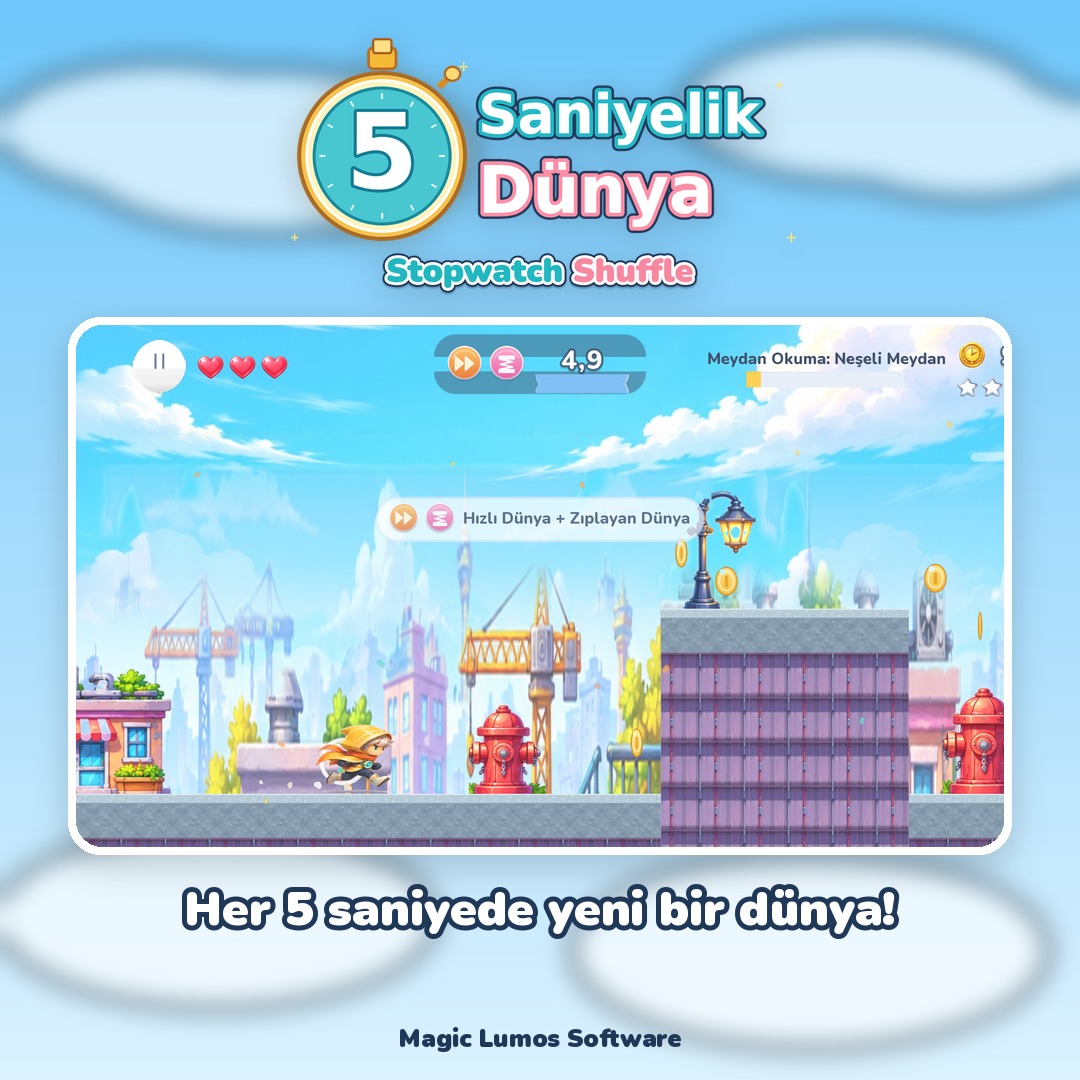 5
Saniyelik
Dünya
Stopwatch Shuffle
4,9
Meydan Okuma: Neşeli Meydan
Hızlı Dünya + Zıplayan Dünya
Her 5 saniyede yeni bir dünya!
Magic Lumos Software